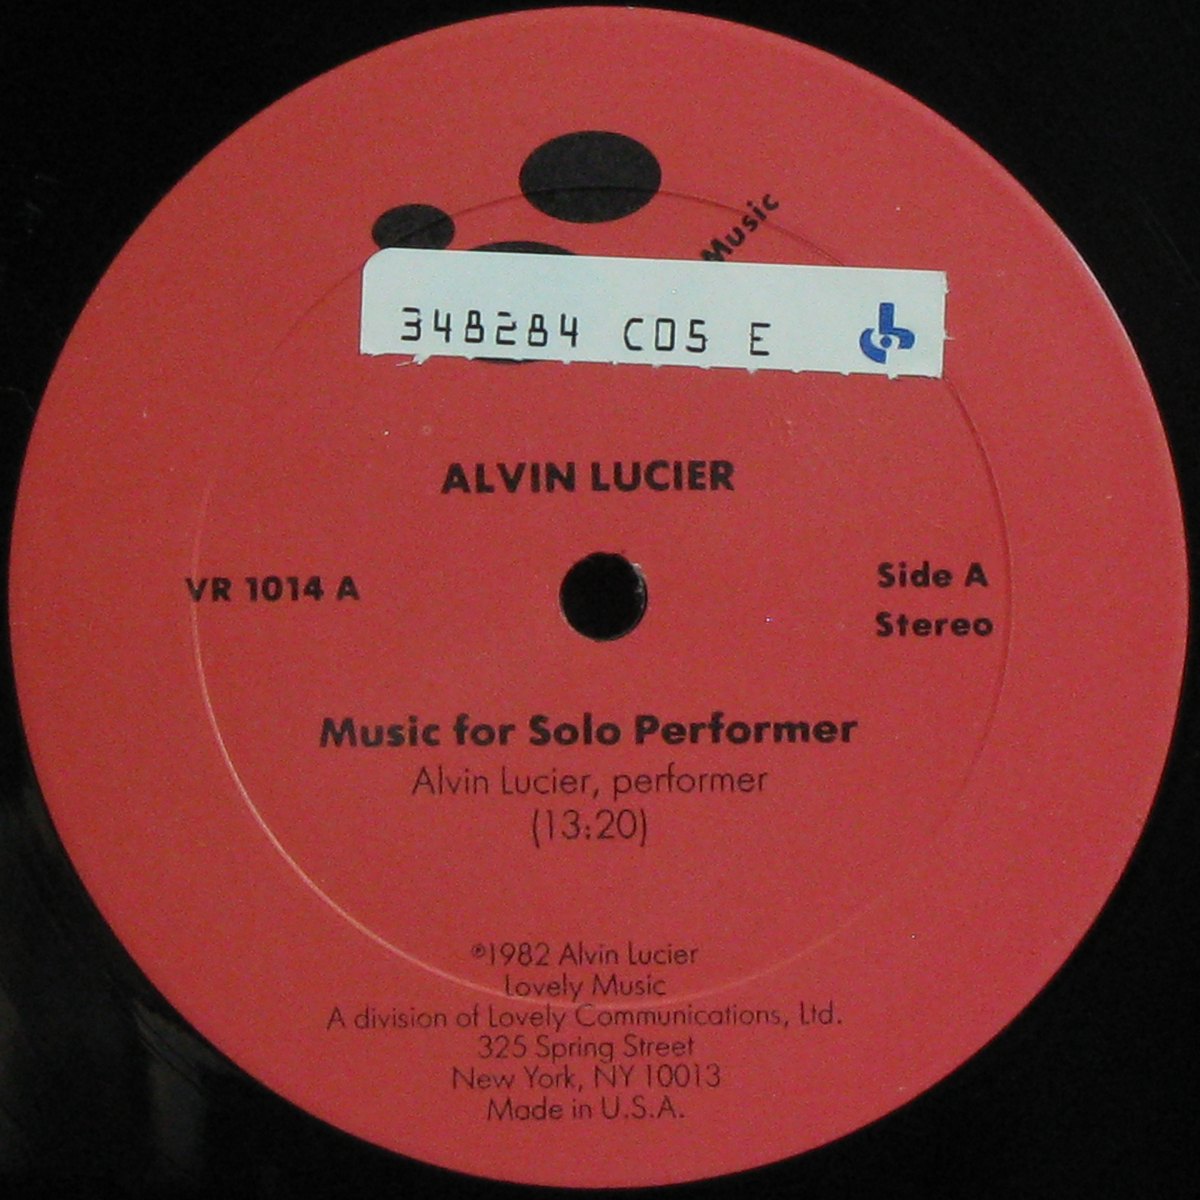 Music
348284 C05 E
ALVIN LUCIER
VR 1014 A
Side A
Stereo
Music for Solo Performer
Alvin Lucier, performer
(13:20)
℗1982 Alvin Lucier
Lovely Music
A division of Lovely Communications, Ltd.
325 Spring Street
New York, NY 10013
Made in U.S.A.